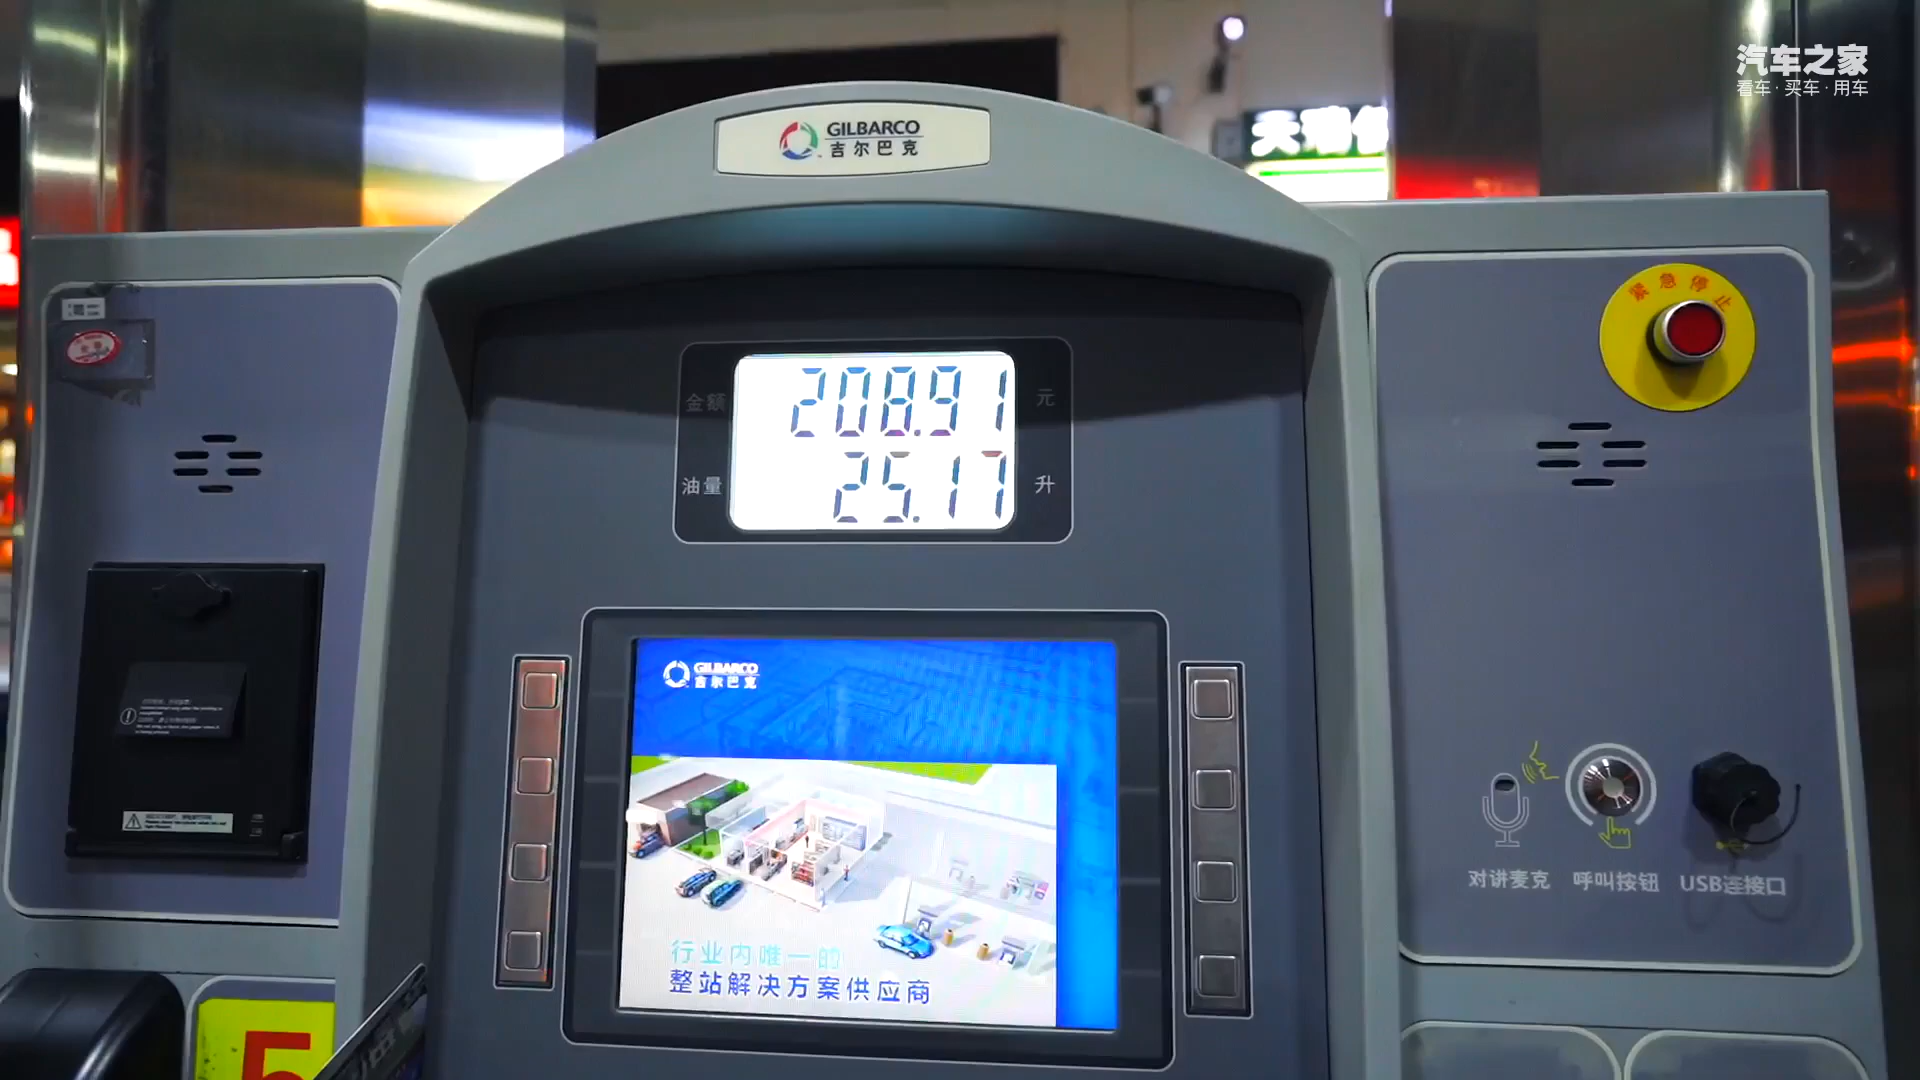 汽车之家
看车·买车·用车
GILBARCO
吉尔巴克
天瑞
紧急停止
金额 208.91 元
油量 25.17 升
GILBARCO
吉尔巴克
行业内唯一的
整站解决方案供应商
对讲麦克
呼叫按钮
USB连接口
5